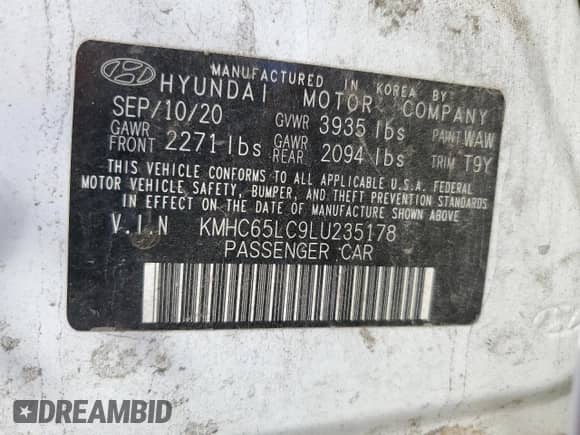 MANUFACTURED IN KOREA BY:
HYUNDAI MOTOR COMPANY
SEP/10/20 GVWR 3935 lbs PAINT WAW
GAWR FRONT 2271 lbs GAWR REAR 2094 lbs TRIM T9Y
THIS VEHICLE CONFORMS TO ALL APPLICABLE U.S.A. FEDERAL
MOTOR VEHICLE SAFETY, BUMPER, AND THEFT PREVENTION STANDARDS
IN EFFECT ON THE DATE OF MANUFACTURE SHOWN ABOVE.
V.I.N KMHC65LC9LU235178
PASSENGER CAR
DREAMBID